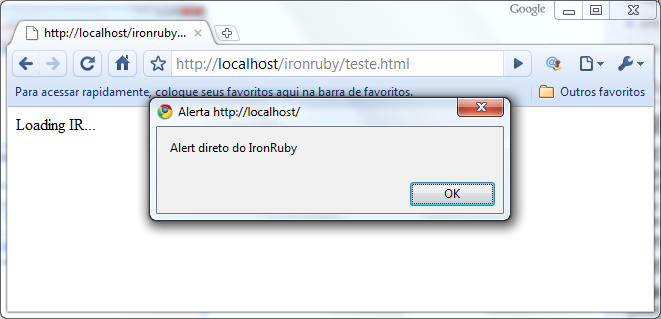 Google
http://localhost/ironruby...
http://localhost/ironruby/teste.html
Para acessar rapidamente, coloque seus favoritos aqui na barra de favoritos.
Outros favoritos
Loading IR...
Alerta http://localhost/
Alert direto do IronRuby
OK